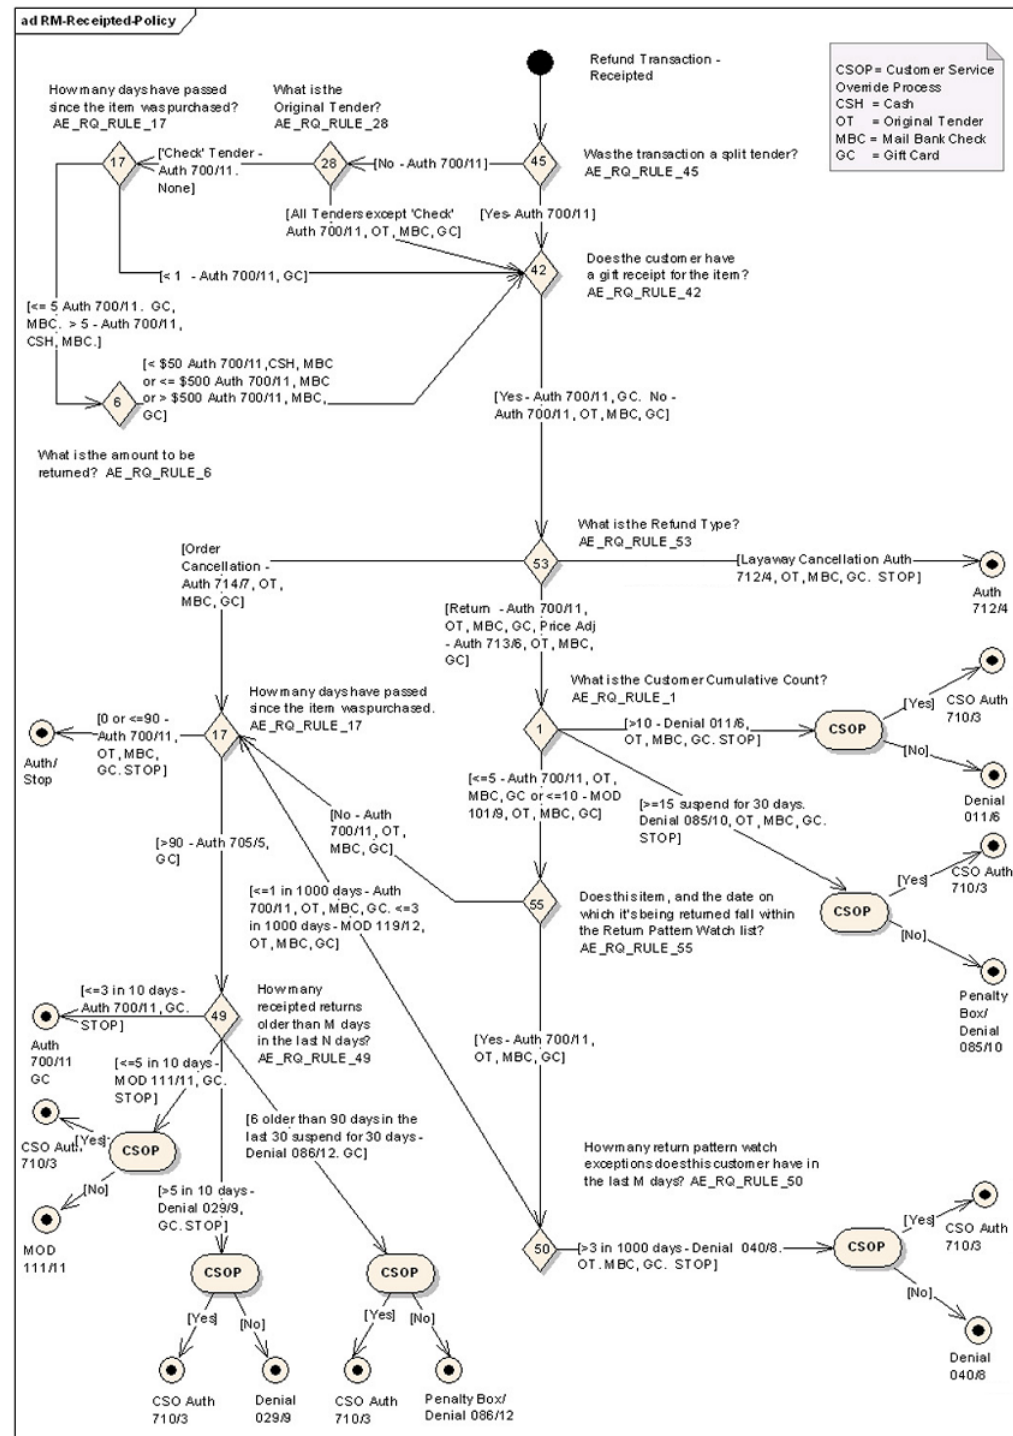 ad RM-Receipted-Policy
Refund Transaction -
Receipted
CSOP = Customer Service
Override Process
CSH = Cash
OT = Original Tender
MBC = Mail Bank Check
GC = Gift Card
How many days have passed
since the item was purchased?
AE_RQ_RULE_17
What is the
Original Tender?
AE_RQ_RULE_28
17
['Check' Tender -
Auth 700/11.
None]
28
[No - Auth 700/11]
45
Was the transaction a split tender?
AE_RQ_RULE_45
[All Tenders except 'Check'
Auth 700/11, OT, MBC, GC]
[Yes- Auth 700/11]
[< 1 - Auth 700/11, GC]
42
Does the customer have
a gift receipt for the item?
AE_RQ_RULE_42
[<= 5 Auth 700/11. GC,
MBC. > 5 - Auth 700/11,
CSH, MBC.]
6
[< $50 Auth 700/11,CSH, MBC
or <= $500 Auth 700/11, MBC
or > $500 Auth 700/11, MBC,
GC]
[Yes - Auth 700/11, GC. No -
Auth 700/11, OT, MBC, GC]
What is the amount to be
returned? AE_RQ_RULE_6
What is the Refund Type?
AE_RQ_RULE_53
53
[Order
Cancellation -
Auth 714/7, OT,
MBC, GC]
[Layaway Cancellation Auth
712/4, OT, MBC, GC. STOP]
Auth
712/4
[Return - Auth 700/11,
OT, MBC, GC, Price Adj
- Auth 713/6, OT, MBC,
GC]
What is the Customer Cumulative Count?
AE_RQ_RULE_1
1
[>10 - Denial 011/6,
OT, MBC, GC. STOP]
CSOP
[Yes]
CSO Auth
710/3
[No]
Denial
011/6
How many days have passed
since the item was purchased.
AE_RQ_RULE_17
17
[0 or <=90 -
Auth 700/11,
OT, MBC,
GC. STOP]
Auth/
Stop
[<=5 - Auth 700/11, OT,
MBC, GC or <=10 - MOD
101/9, OT, MBC, GC]
[>=15 suspend for 30 days.
Denial 085/10, OT, MBC, GC.
STOP]
CSOP
[Yes]
CSO Auth
710/3
[No]
Penalty
Box/
Denial
085/10
[No - Auth
700/11, OT,
MBC, GC]
[>90 - Auth 705/5,
GC]
[<=1 in 1000 days - Auth
700/11, OT, MBC, GC. <=3
in 1000 days - MOD 119/12,
OT, MBC, GC]
55
Does this item, and the date on
which it's being returned fall within
the Return Pattern Watch list?
AE_RQ_RULE_55
[Yes - Auth 700/11,
OT, MBC, GC]
[<=3 in 10 days -
Auth 700/11, GC.
STOP]
49
How many
receipted returns
older than M days
in the last N days?
AE_RQ_RULE_49
Auth
700/11
GC
[<=5 in 10 days -
MOD 111/11, GC.
STOP]
CSOP
[Yes]
CSO Auth
710/3
[No]
MOD
111/11
[6 older than 90 days in the
last 30 suspend for 30 days -
Denial 086/12. GC]
[>5 in 10 days -
Denial 029/9,
GC. STOP]
CSOP
[Yes]
[No]
CSO Auth
710/3
Denial
029/9
CSOP
[Yes]
[No]
CSO Auth
710/3
Penalty Box/
Denial 086/12
How many return pattern watch
exceptions does this customer have in
the last M days? AE_RQ_RULE_50
50
[>3 in 1000 days - Denial 040/8.
OT. MBC, GC. STOP]
CSOP
[Yes]
CSO Auth
710/3
[No]
Denial
040/8